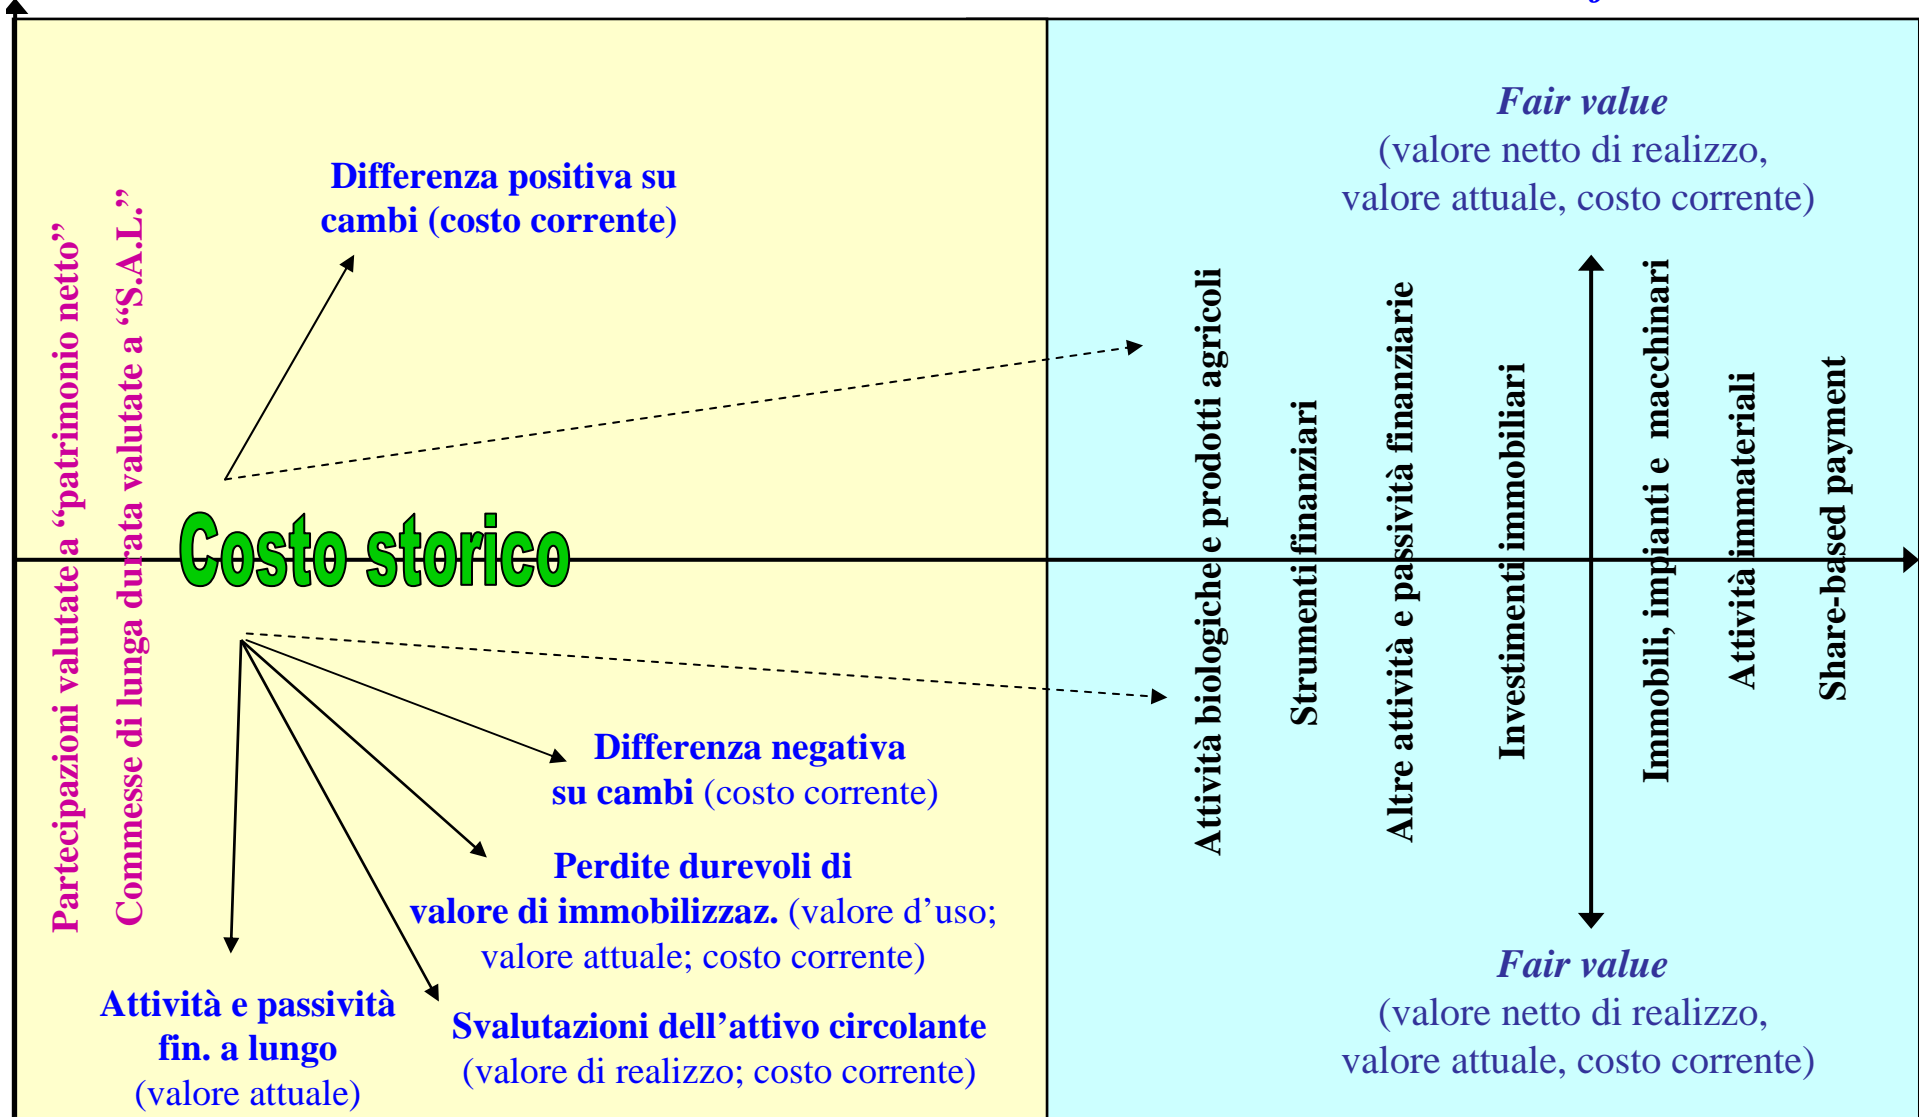 Fair value
(valore netto di realizzo,
valore attuale, costo corrente)
Differenza positiva su
cambi (costo corrente)
Partecipazioni valutate a “patrimonio netto”
Commesse di lunga durata valutate a “S.A.L.”
Costo storico
Attività biologiche e prodotti agricoli
Strumenti finanziari
Altre attività e passività finanziarie
Investimenti immobiliari
Immobili, impianti e macchinari
Attività immateriali
Share-based payment
Differenza negativa
su cambi (costo corrente)
Perdite durevoli di
valore di immobilizzaz. (valore d’uso;
valore attuale; costo corrente)
Attività e passività
fin. a lungo
(valore attuale)
Svalutazioni dell’attivo circolante
(valore di realizzo; costo corrente)
Fair value
(valore netto di realizzo,
valore attuale, costo corrente)